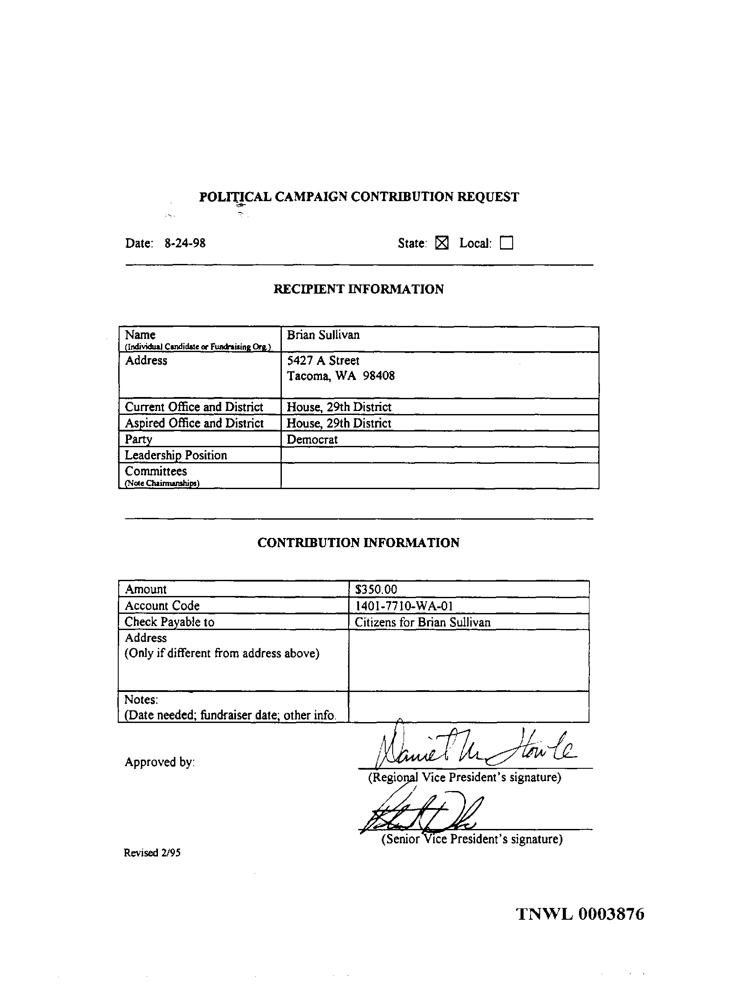 POLITICAL CAMPAIGN CONTRIBUTION REQUEST
Date: 8-24-98 State: ☒ Local: ☐
RECIPIENT INFORMATION
Name Brian Sullivan
(Individual Candidate or Fundraising Org.)
Address 5427 A Street
Tacoma, WA 98408
Current Office and District House, 29th District
Aspired Office and District House, 29th District
Party Democrat
Leadership Position
Committees
(Note Chairmanships)
CONTRIBUTION INFORMATION
Amount $350.00
Account Code 1401-7710-WA-01
Check Payable to Citizens for Brian Sullivan
Address
(Only if different from address above)
Notes:
(Date needed; fundraiser date; other info.
Daniel M Howle
Approved by:
(Regional Vice President's signature)
(Senior Vice President's signature)
Revised 2/95
TNWL 0003876